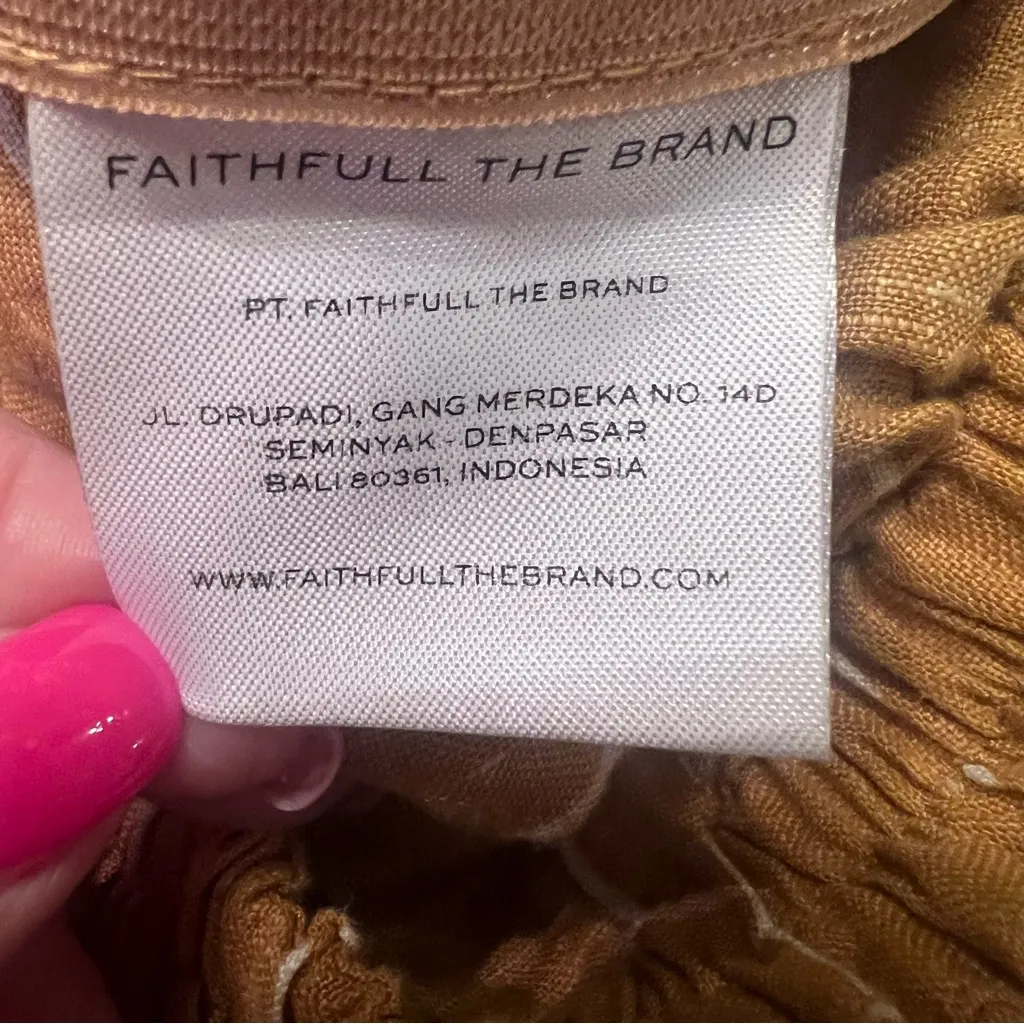 FAITHFULL THE BRAND
PT. FAITHFULL THE BRAND
JL. DRUPADI, GANG MERDEKA NO. 14D
SEMINYAK - DENPASAR
BALI 80361, INDONESIA
WWW.FAITHFULLTHEBRAND.COM